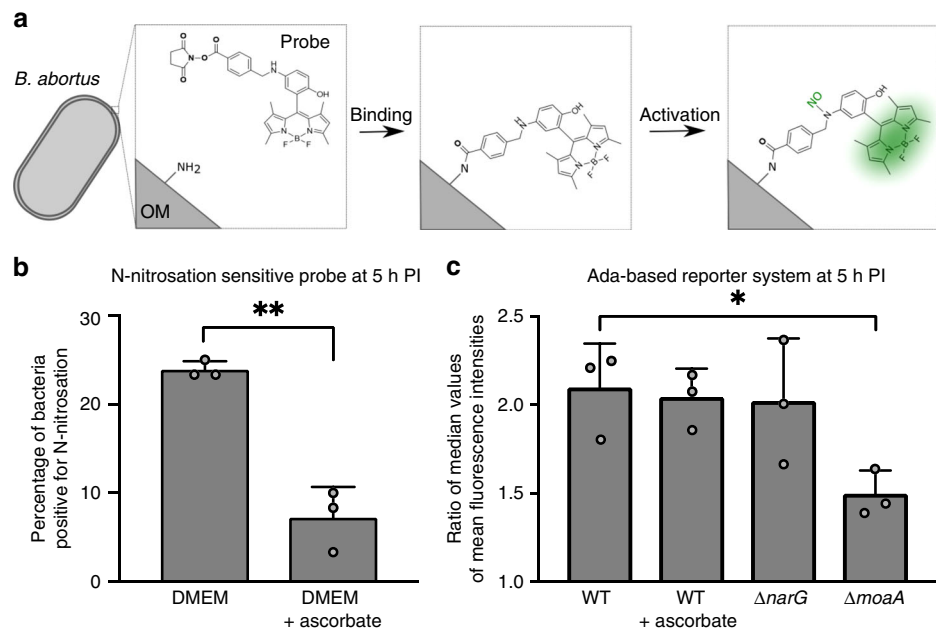 a
B. abortus
Probe
NH2
OM
Binding
Activation
NO
b
N-nitrosation sensitive probe at 5 h PI
**
Percentage of bacteria
positive for N-nitrosation
30
20
10
0
DMEM
DMEM
+ ascorbate
c
Ada-based reporter system at 5 h PI
*
Ratio of median values
of mean fluorescence intensities
2.5
2.0
1.5
1.0
WT
WT
+ ascorbate
ΔnarG
ΔmoaA